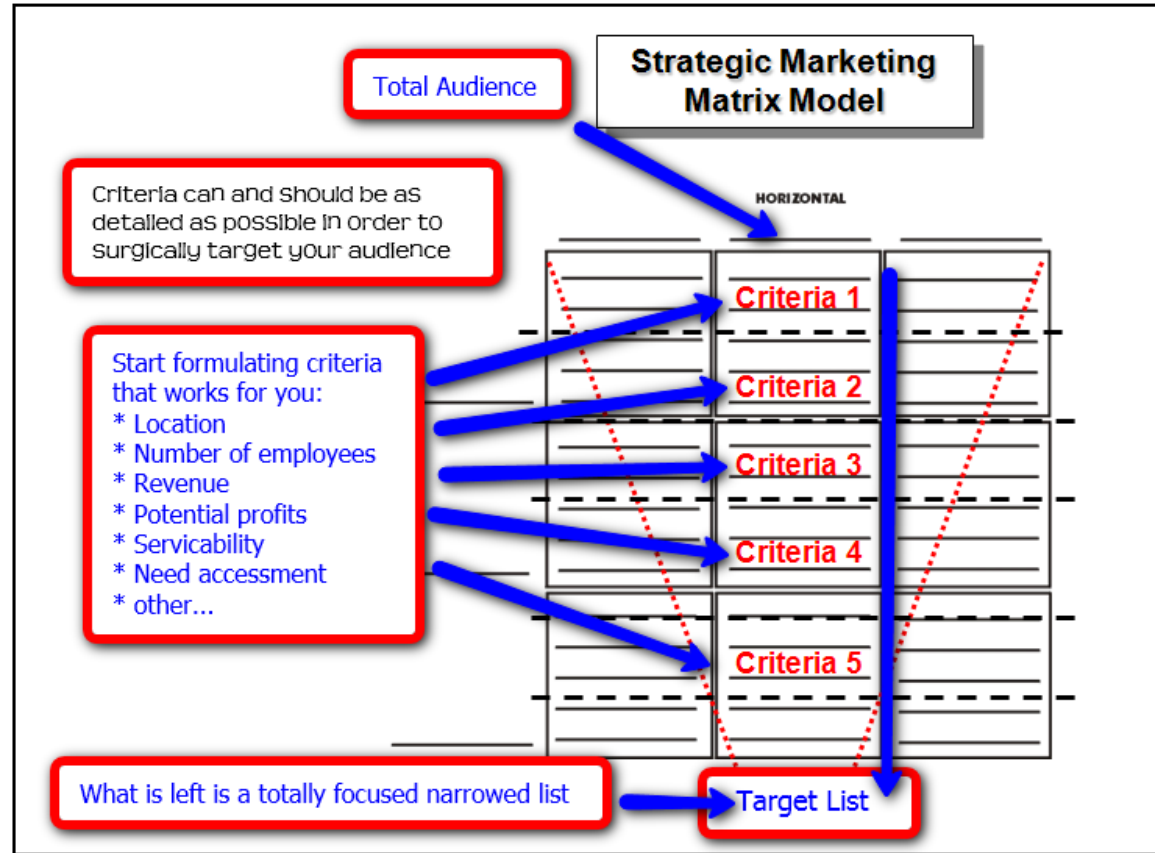 Strategic Marketing
Matrix Model
Total Audience
Criteria can and should be as
detailed as possible in order to
surgically target your audience
HORIZONTAL
Start formulating criteria
that works for you:
* Location
* Number of employees
* Revenue
* Potential profits
* Servicability
* Need accessment
* other...
Criteria 1
Criteria 2
Criteria 3
Criteria 4
Criteria 5
What is left is a totally focused narrowed list
Target List